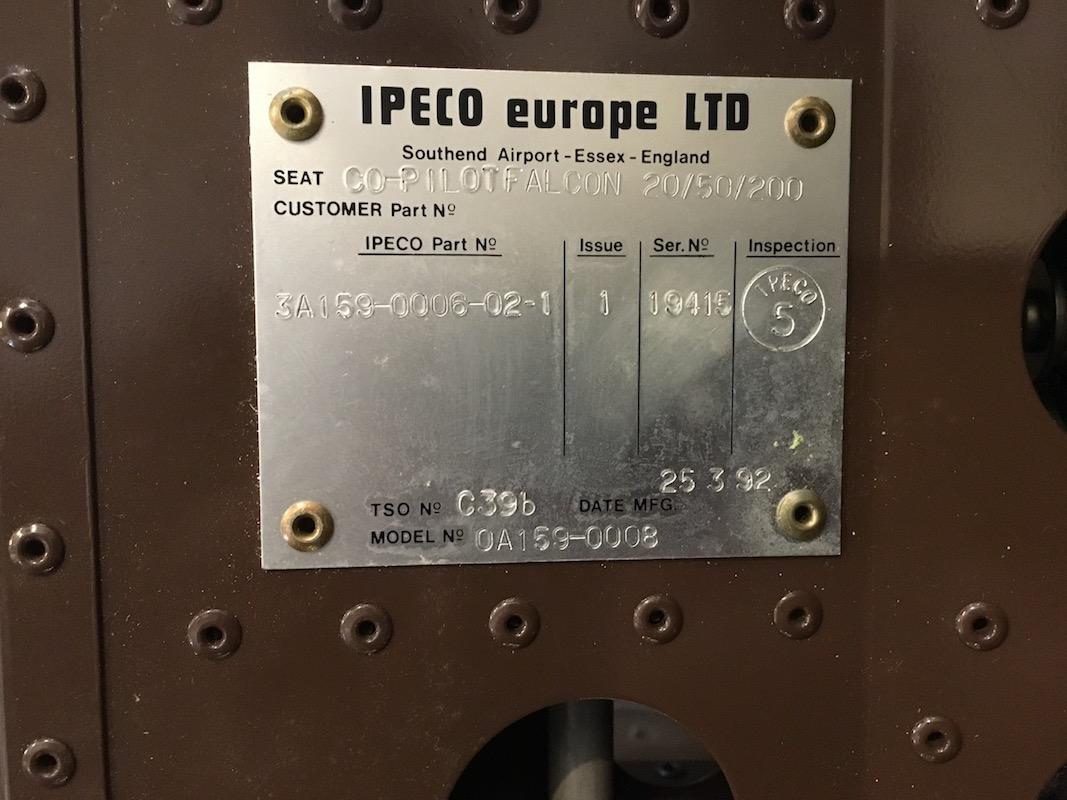 IPECO europe LTD
Southend Airport - Essex - England
SEAT CO-PILOT FALCON 20/50/200
CUSTOMER Part Nº
IPECO Part Nº Issue Ser. Nº Inspection
3A159-0006-02-1 1 19415 IPECO 5
25 3 92
TSO Nº C39b DATE MFG.
MODEL Nº 0A159-0008